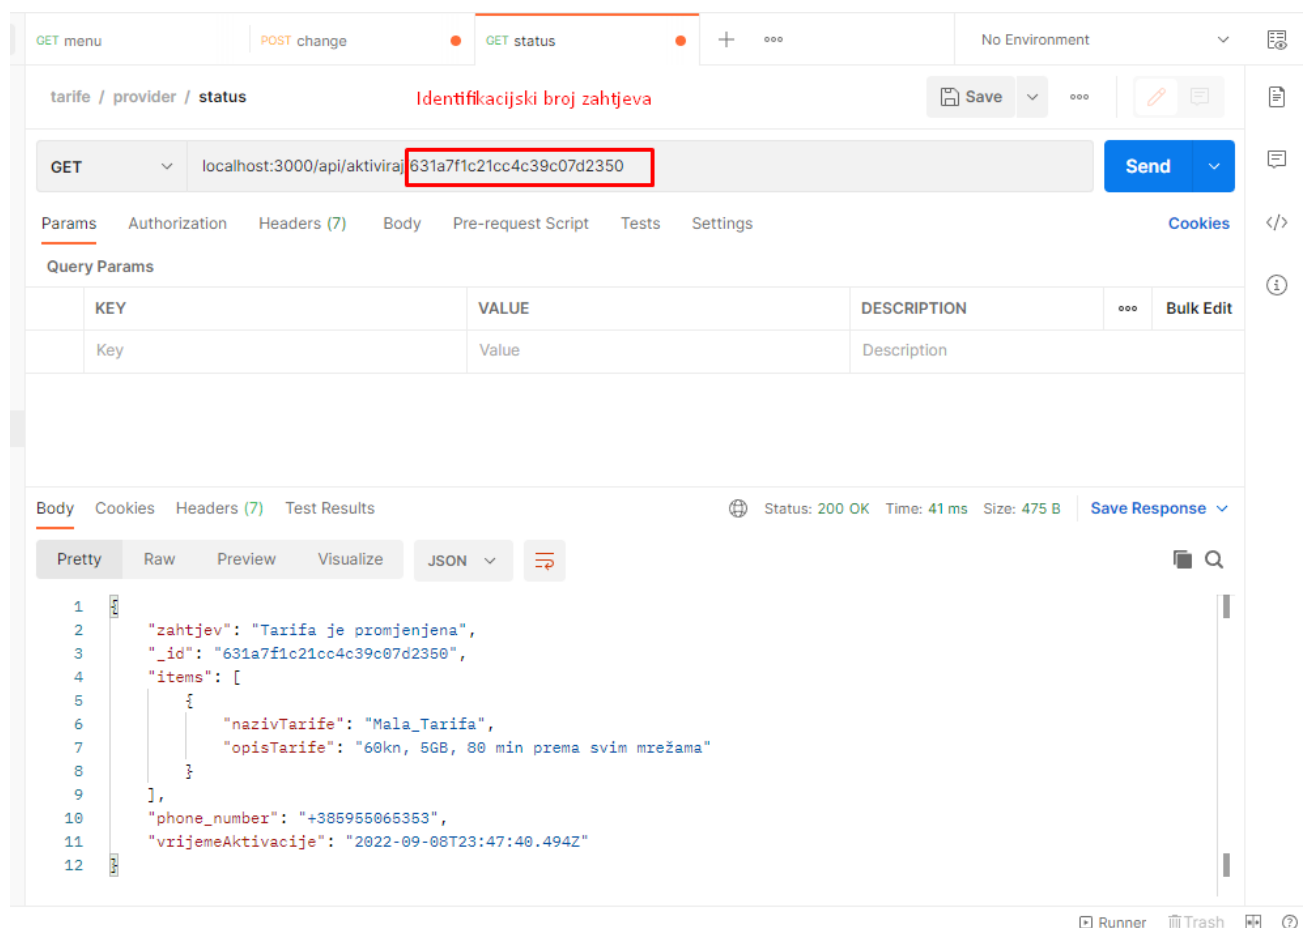 GET menu POST change GET status No Environment
tarife / provider / status Identifikacijski broj zahtjeva Save
GET localhost:3000/api/aktiviraj/631a7f1c21cc4c39c07d2350 Send
Params Authorization Headers (7) Body Pre-request Script Tests Settings Cookies
Query Params
KEY VALUE DESCRIPTION Bulk Edit
Key Value Description
Body Cookies Headers (7) Test Results Status: 200 OK Time: 41 ms Size: 475 B Save Response
Pretty Raw Preview Visualize JSON
1 {
2 "zahtjev": "Tarifa je promjenjena",
3 "_id": "631a7f1c21cc4c39c07d2350",
4 "items": [
5 {
6 "nazivTarife": "Mala_Tarifa",
7 "opisTarife": "60kn, 5GB, 80 min prema svim mrežama"
8 }
9 ],
10 "phone_number": "+385955065353",
11 "vrijemeAktivacije": "2022-09-08T23:47:40.494Z"
12 }
Runner Trash